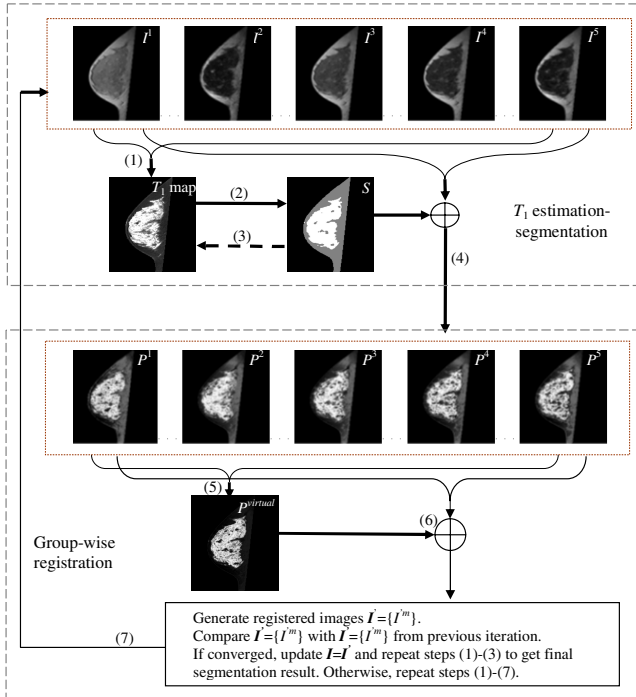 I¹ I² I³ I⁴ I⁵
(1)
T₁ map
(2)
S
(3)
(4)
T₁ estimation-
segmentation
P¹ P² P³ P⁴ P⁵
(5)
P^virtual
(6)
Group-wise
registration
(7)
Generate registered images I'={I'^m}.
Compare I'={I'^m} with I'={I'^m} from previous iteration.
If converged, update I=I' and repeat steps (1)-(3) to get final
segmentation result. Otherwise, repeat steps (1)-(7).